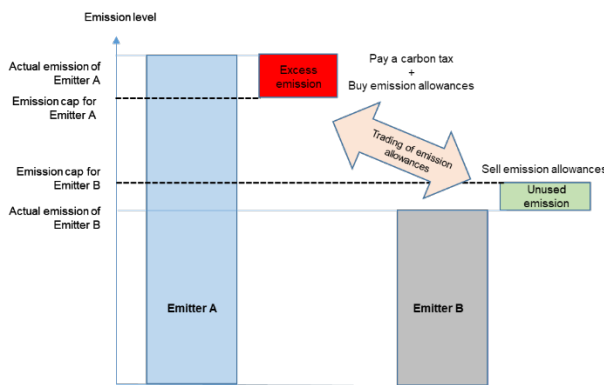 Emission level
Actual emission of
Emitter A
Excess
emission
Pay a carbon tax
+
Buy emission allowances
Emission cap for
Emitter A
Trading of emission
allowances
Emission cap for
Emitter B
Sell emission allowances
Unused
emission
Actual emission of
Emitter B
Emitter A
Emitter B